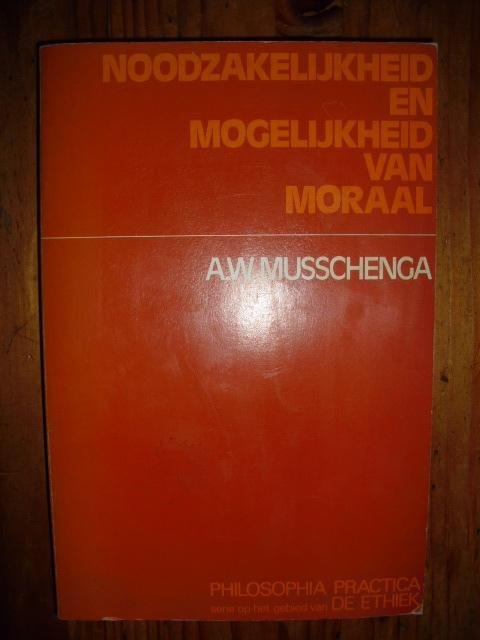 NOODZAKELIJKHEID
EN
MOGELIJKHEID
VAN
MORAAL
A.W. MUSSCHENGA
PHILOSOPHIA PRACTICA
serie op het gebied van DE ETHIEK